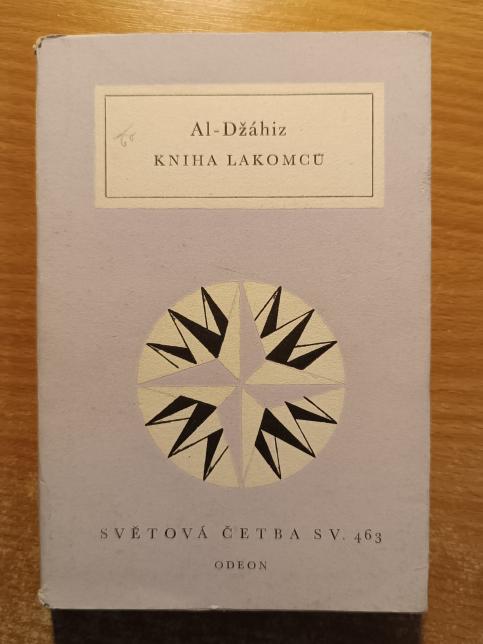 Al-Džáhiz
KNIHA LAKOMCŮ
SVĚTOVÁ ČETBA SV. 463
ODEON